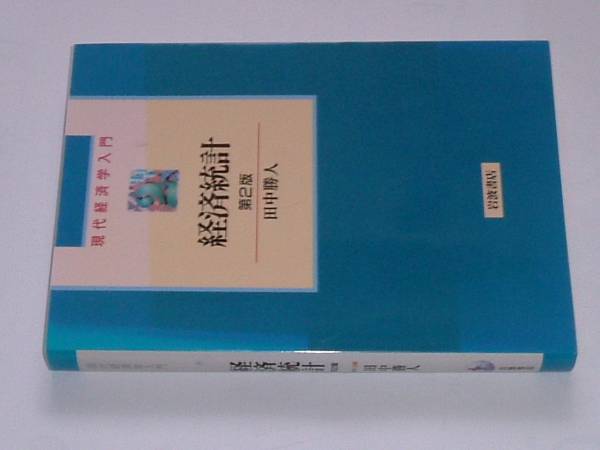 現代経済学入門
経済統計
第2版
田中勝人
岩波書店
経済統計
田中勝人